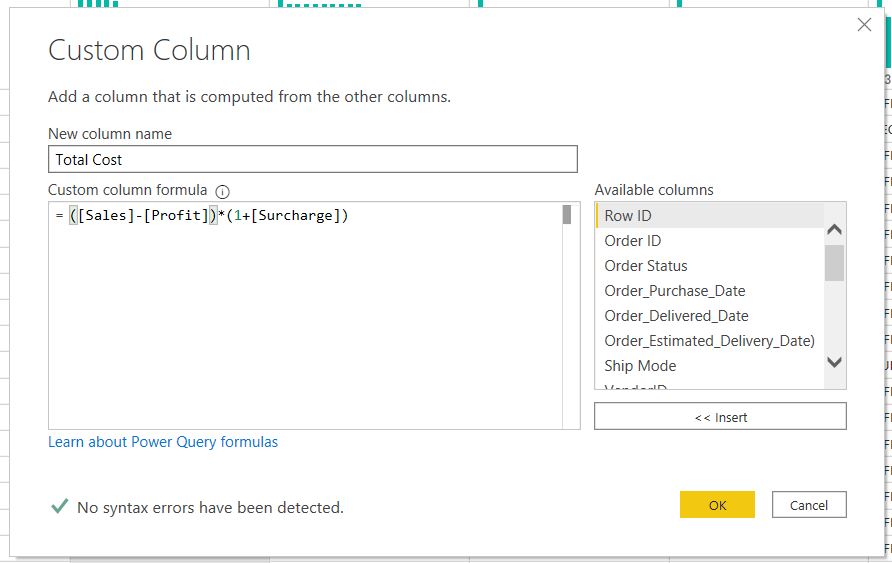 Custom Column
Add a column that is computed from the other columns.
New column name
Total Cost
Custom column formula
= ([Sales]-[Profit])*(1+[Surcharge])
Available columns
Row ID
Order ID
Order Status
Order_Purchase_Date
Order_Delivered_Date
Order_Estimated_Delivery_Date)
Ship Mode
VendorID
<< Insert
Learn about Power Query formulas
No syntax errors have been detected.
OK
Cancel